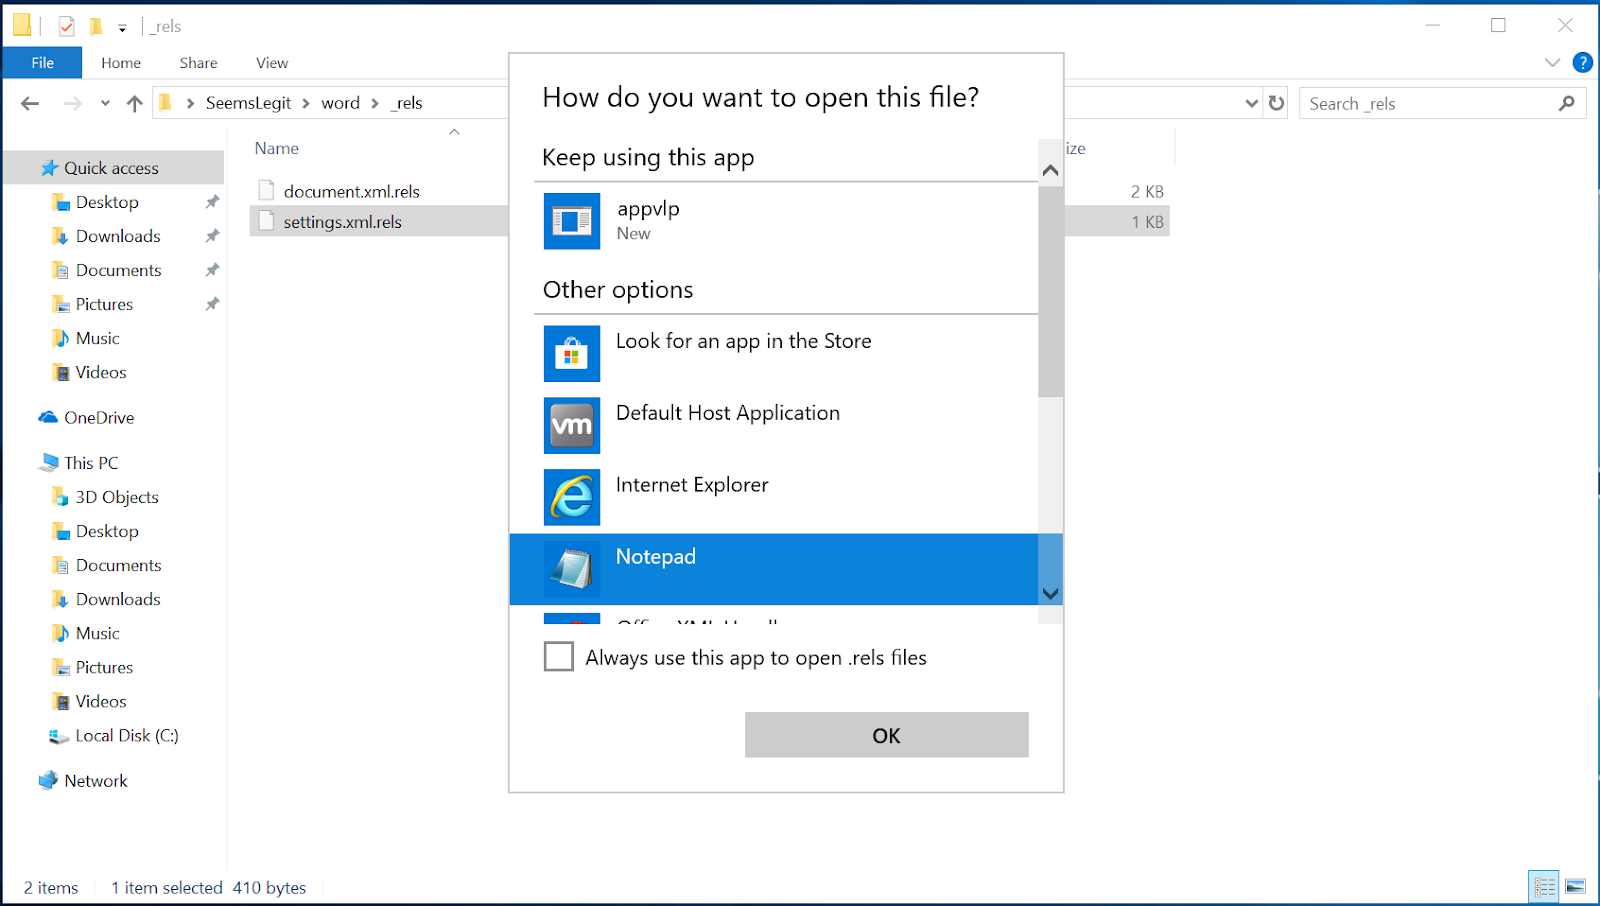 _rels
File
Home
Share
View
SeemsLegit
word
_rels
Search _rels
Name
ize
document.xml.rels
2 KB
settings.xml.rels
1 KB
Quick access
Desktop
Downloads
Documents
Pictures
Music
Videos
OneDrive
This PC
3D Objects
Desktop
Documents
Downloads
Music
Pictures
Videos
Local Disk (C:)
Network
2 items
1 item selected 410 bytes
How do you want to open this file?
Keep using this app
appvlp
New
Other options
Look for an app in the Store
vm
Default Host Application
Internet Explorer
Notepad
Always use this app to open .rels files
OK
?